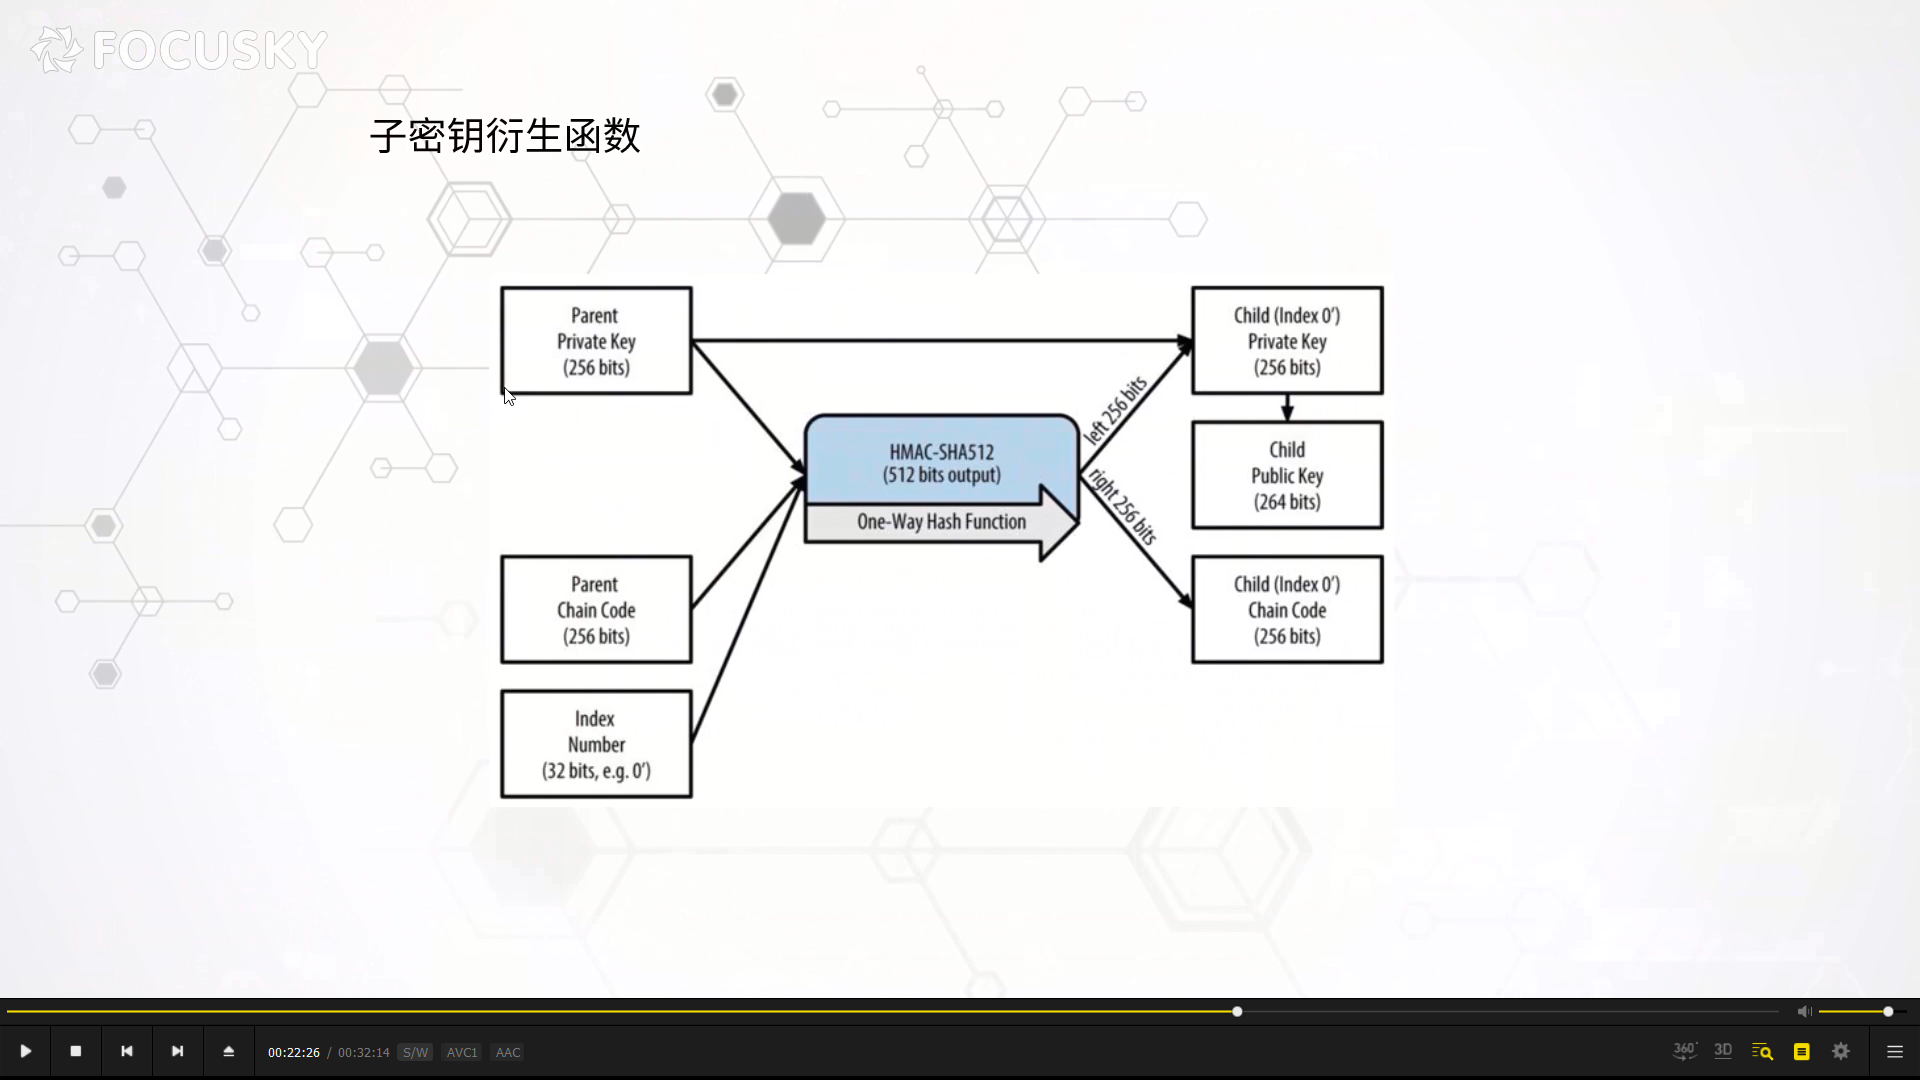 FOCUSKY
子密钥衍生函数
Parent
Private Key
(256 bits)
Child (Index 0’)
Private Key
(256 bits)
left 256 bits
HMAC-SHA512
(512 bits output)
One-Way Hash Function
right 256 bits
Child
Public Key
(264 bits)
Parent
Chain Code
(256 bits)
Child (Index 0’)
Chain Code
(256 bits)
Index
Number
(32 bits, e.g. 0’)
00:22:26 / 00:32:14 S/W AVC1 AAC
360° 3D